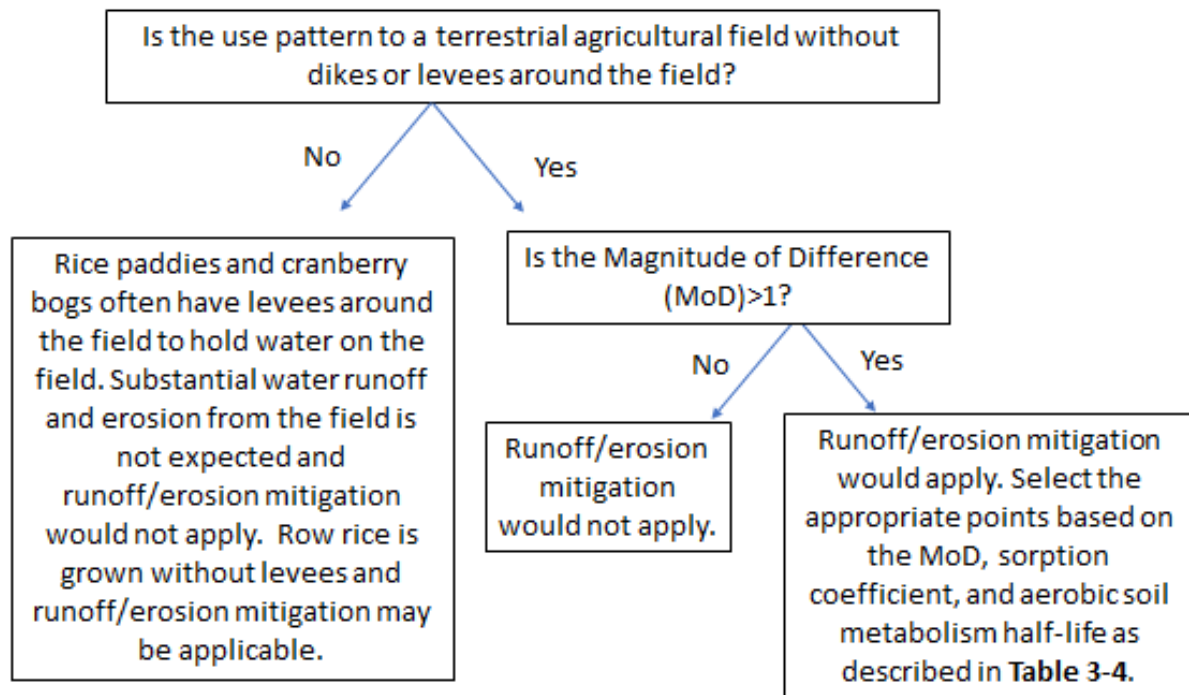 Is the use pattern to a terrestrial agricultural field without
dikes or levees around the field?
No
Yes
Rice paddies and cranberry
bogs often have levees around
the field to hold water on the
field. Substantial water runoff
and erosion from the field is
not expected and
runoff/erosion mitigation
would not apply.  Row rice is
grown without levees and
runoff/erosion mitigation may
be applicable.
Is the Magnitude of Difference
(MoD)>1?
No
Yes
Runoff/erosion
mitigation
would not apply.
Runoff/erosion mitigation
would apply. Select the
appropriate points based on
the MoD, sorption
coefficient, and aerobic soil
metabolism half-life as
described in Table 3-4.